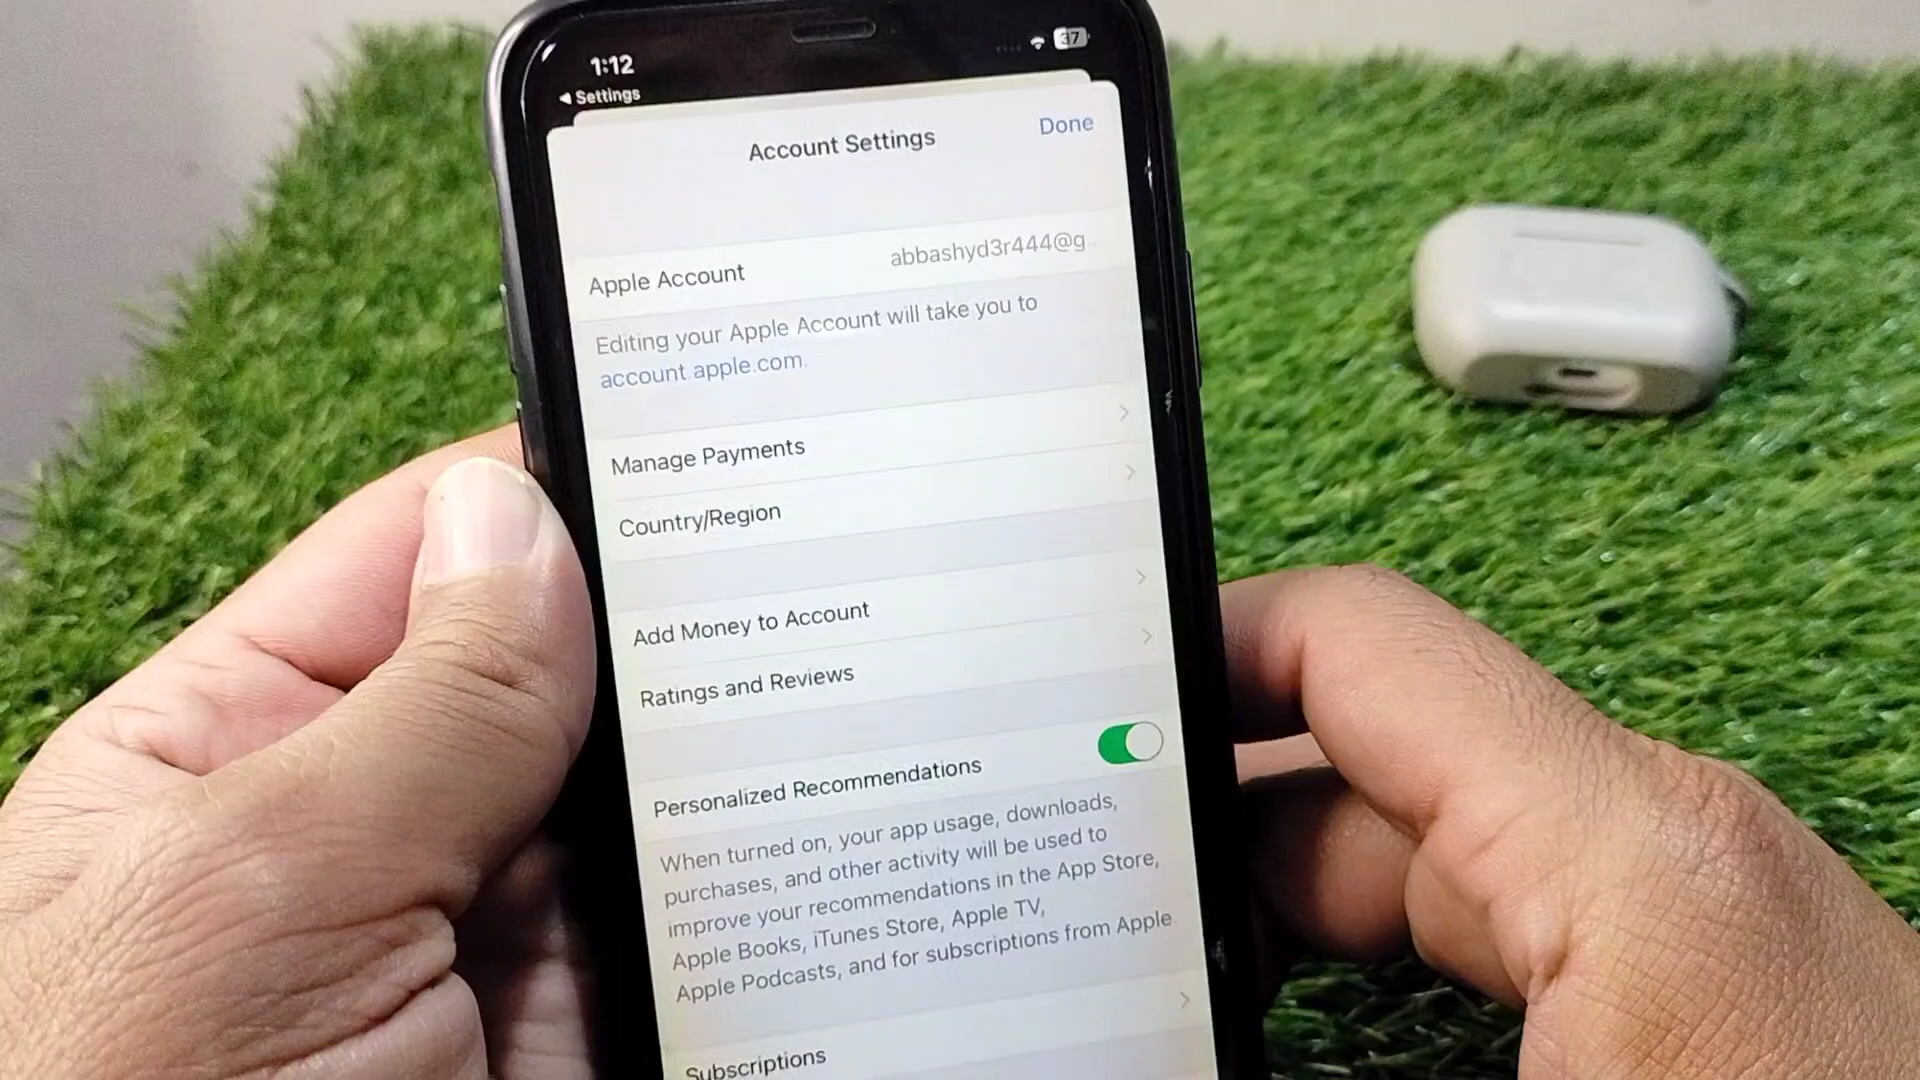 1:12
37
◀ Settings
Account Settings
Done
Apple Account
abbashyd3r444@g..
Editing your Apple Account will take you to
account.apple.com.
Manage Payments
Country/Region
Add Money to Account
Ratings and Reviews
Personalized Recommendations
When turned on, your app usage, downloads,
purchases, and other activity will be used to
improve your recommendations in the App Store,
Apple Books, iTunes Store, Apple TV,
Apple Podcasts, and for subscriptions from Apple.
Subscriptions